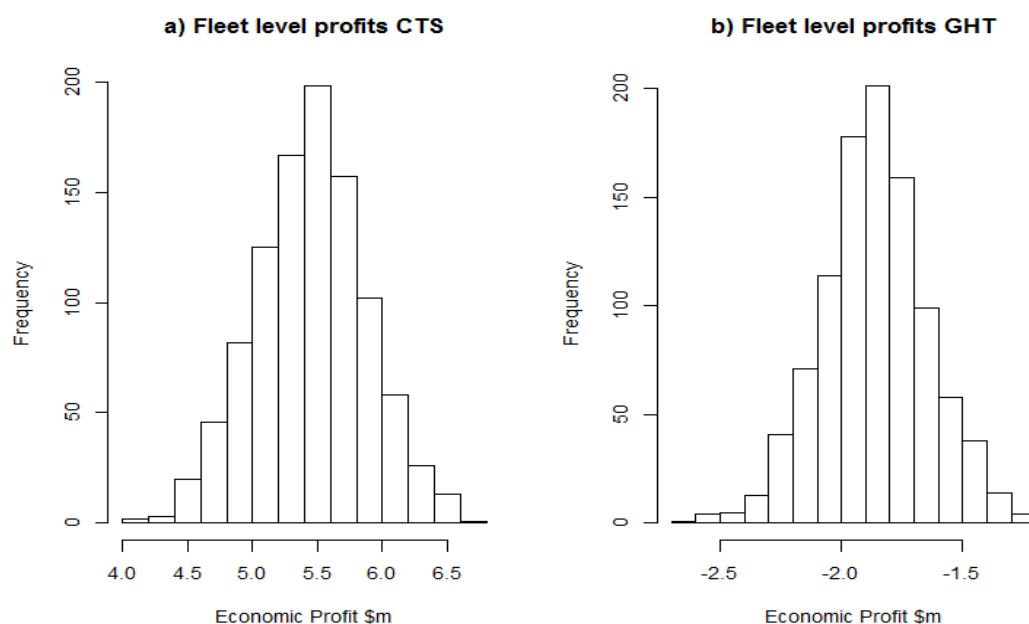 a) Fleet level profits CTS
200
150
100
50
0
Frequency
4.0 4.5 5.0 5.5 6.0 6.5
Economic Profit $m
b) Fleet level profits GHT
200
150
100
50
0
Frequency
-2.5 -2.0 -1.5
Economic Profit $m